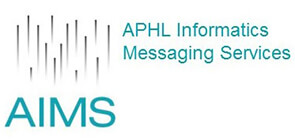 APHL Informatics
Messaging Services
AIMS